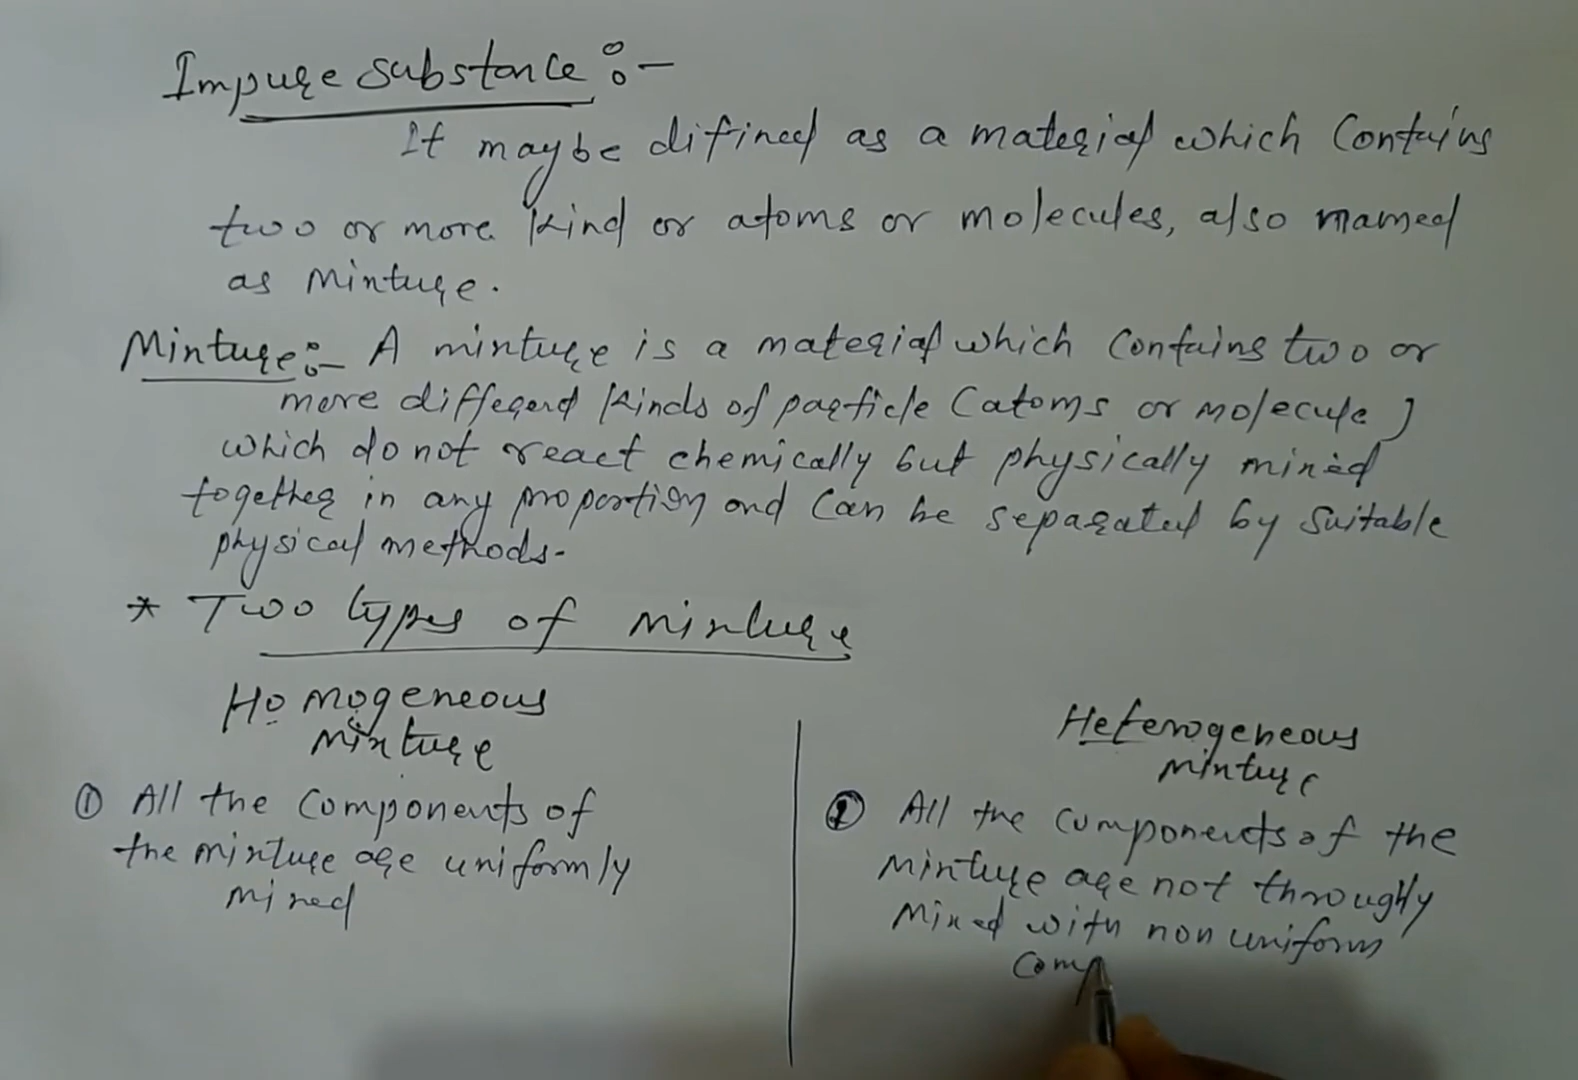 Impure substance :-
It maybe difined as a material which Contains
two or more kind or atoms or molecules, also named
as Mixture.
Mixture:- A mixture is a material which Contains two or
more differend kinds of particle (atoms or molecule)
which do not react chemically but physically mixed
together in any proportion and Can be separated by suitable
physical methods-
* Two types of mixture
Homogeneous
Mixture
① All the Components of
the mixture are uniformly
mixed
Heterogeneous
mixture
① All the components of the
mixture are not throughly
Mixed with non uniform
Comp